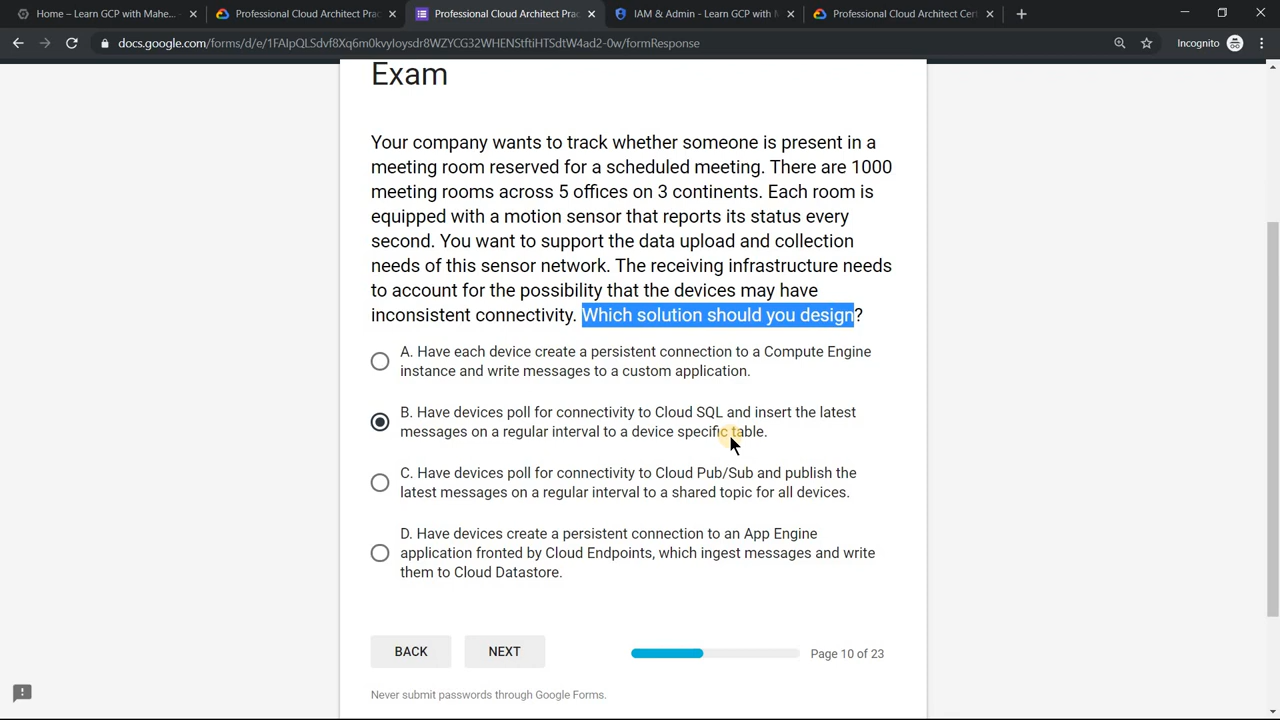 Home – Learn GCP with Mahe...
Professional Cloud Architect Prac
Professional Cloud Architect Prac
IAM & Admin - Learn GCP with M
Professional Cloud Architect Cert
docs.google.com/forms/d/e/1FAIpQLSdvf8Xq6m0kvyloysdr8WZYCG32WHENStftiHTSdtW4ad2-0w/formResponse
Incognito
Exam
Your company wants to track whether someone is present in a
meeting room reserved for a scheduled meeting. There are 1000
meeting rooms across 5 offices on 3 continents. Each room is
equipped with a motion sensor that reports its status every
second. You want to support the data upload and collection
needs of this sensor network. The receiving infrastructure needs
to account for the possibility that the devices may have
inconsistent connectivity. Which solution should you design?
A. Have each device create a persistent connection to a Compute Engine
instance and write messages to a custom application.
B. Have devices poll for connectivity to Cloud SQL and insert the latest
messages on a regular interval to a device specific table.
C. Have devices poll for connectivity to Cloud Pub/Sub and publish the
latest messages on a regular interval to a shared topic for all devices.
D. Have devices create a persistent connection to an App Engine
application fronted by Cloud Endpoints, which ingest messages and write
them to Cloud Datastore.
BACK
NEXT
Page 10 of 23
Never submit passwords through Google Forms.